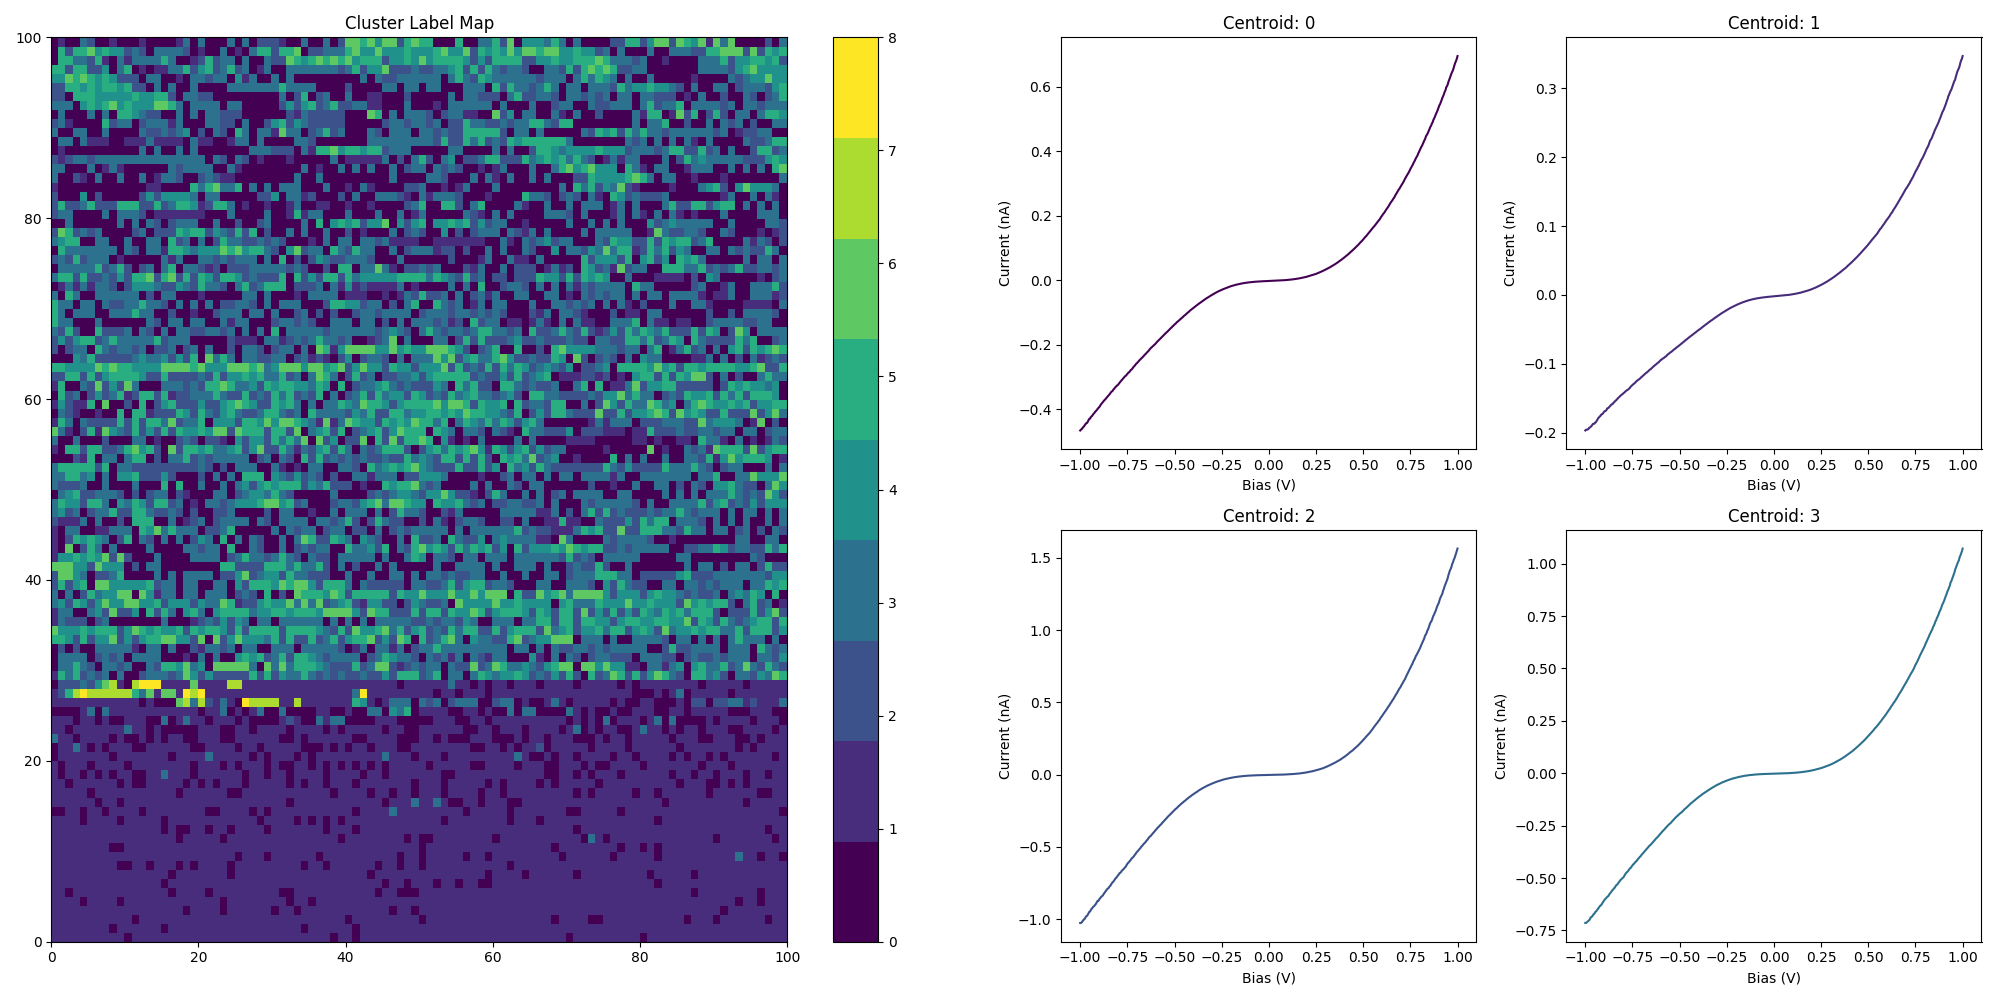 Cluster Label Map
100
80
60
40
20
0
0 20 40 60 80 100
8
7
6
5
4
3
2
1
0
Centroid: 0
Current (nA)
0.6
0.4
0.2
0.0
−0.2
−0.4
−1.00 −0.75 −0.50 −0.25 0.00 0.25 0.50 0.75 1.00
Bias (V)
Centroid: 1
Current (nA)
0.3
0.2
0.1
0.0
−0.1
−0.2
−1.00 −0.75 −0.50 −0.25 0.00 0.25 0.50 0.75 1.00
Bias (V)
Centroid: 2
Current (nA)
1.5
1.0
0.5
0.0
−0.5
−1.0
−1.00 −0.75 −0.50 −0.25 0.00 0.25 0.50 0.75 1.00
Bias (V)
Centroid: 3
Current (nA)
1.00
0.75
0.50
0.25
0.00
−0.25
−0.50
−0.75
−1.00 −0.75 −0.50 −0.25 0.00 0.25 0.50 0.75 1.00
Bias (V)